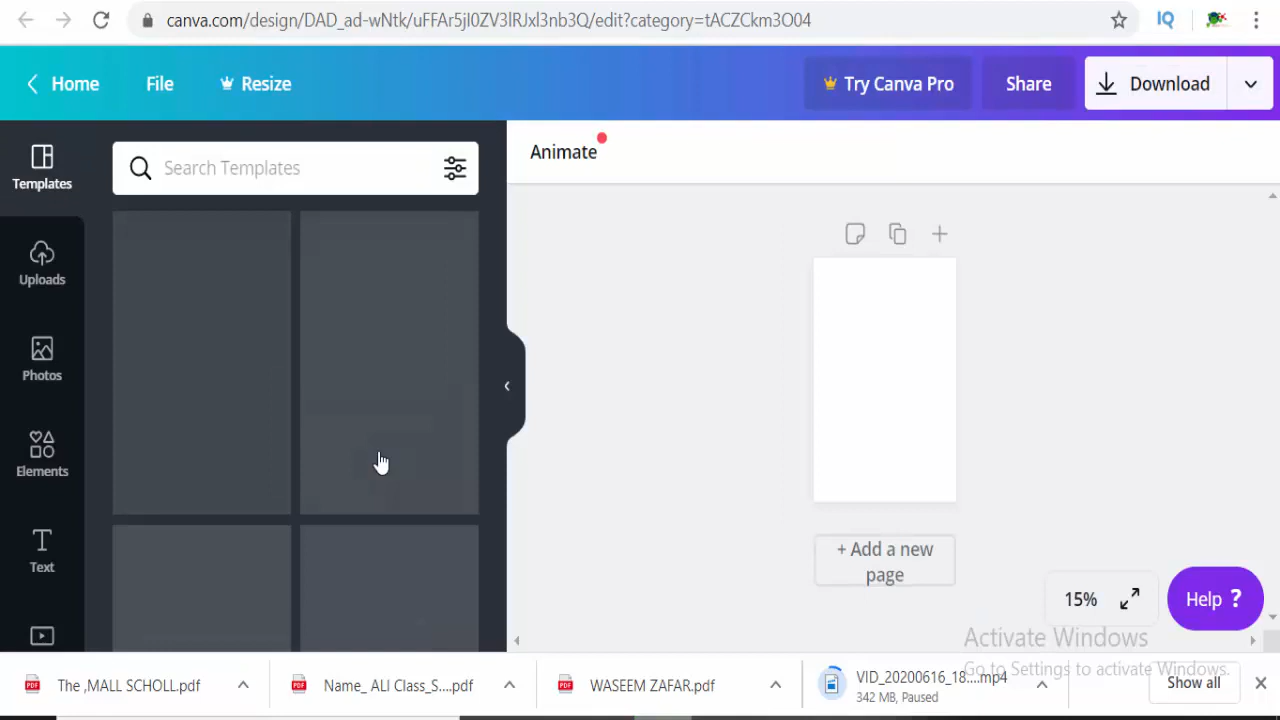 canva.com/design/DAD_ad-wNtk/uFFAr5jI0ZV3lRJxl3nb3Q/edit?category=tACZCkm3O04
IQ
Home
File
Resize
Try Canva Pro
Share
Download
Templates
Search Templates
Animate
Uploads
Photos
Elements
Text
+ Add a new
page
15%
Help ?
Activate Windows
Go to Settings to activate Windows.
PDF
The ,MALL SCHOLL.pdf
PDF
Name_ ALI Class_S....pdf
PDF
WASEEM ZAFAR.pdf
VID_20200616_18....mp4
342 MB, Paused
Show all